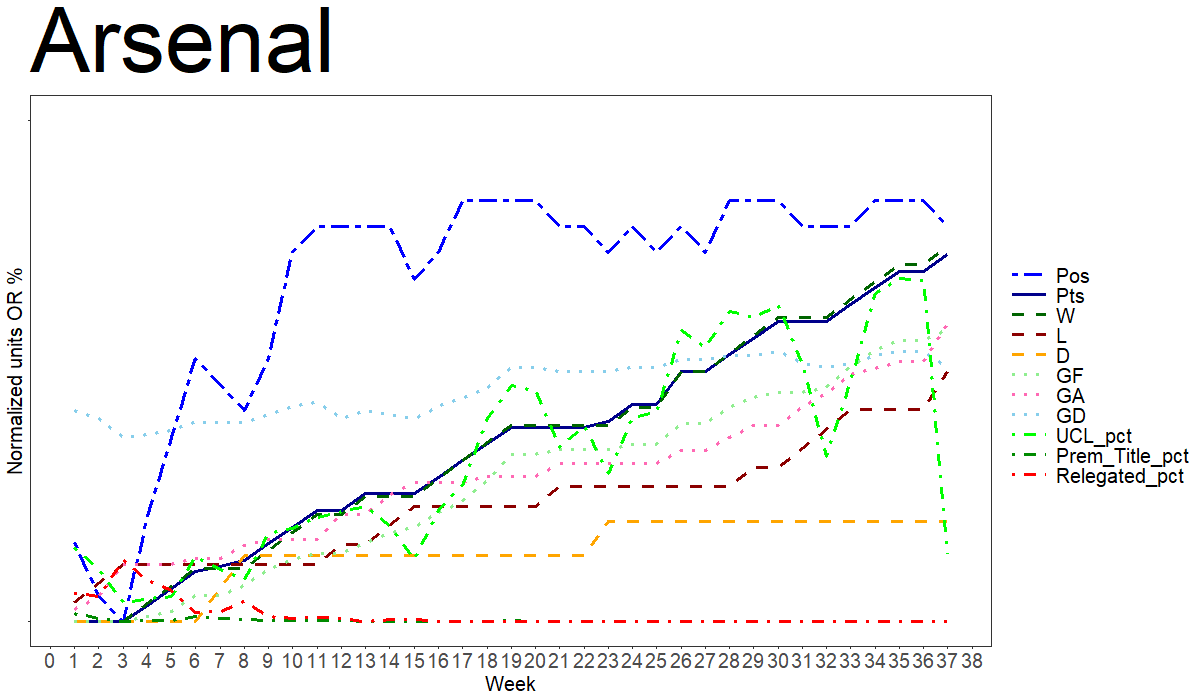 Arsenal
Normalized units OR %
Pos
Pts
W
L
D
GF
GA
GD
UCL_pct
Prem_Title_pct
Relegated_pct
0 1 2 3 4 5 6 7 8 9 10 11 12 13 14 15 16 17 18 19 20 21 22 23 24 25 26 27 28 29 30 31 32 33 34 35 36 37 38
Week